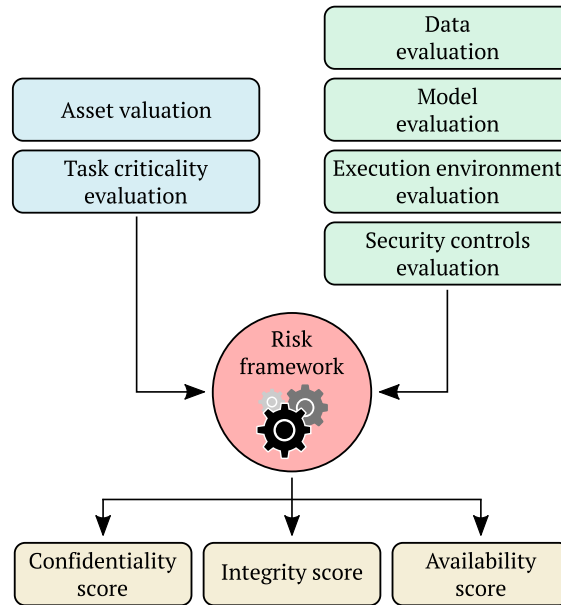 Data
evaluation
Asset valuation
Model
evaluation
Task criticality
evaluation
Execution environment
evaluation
Security controls
evaluation
Risk
framework
Confidentiality
score
Integrity score
Availability
score